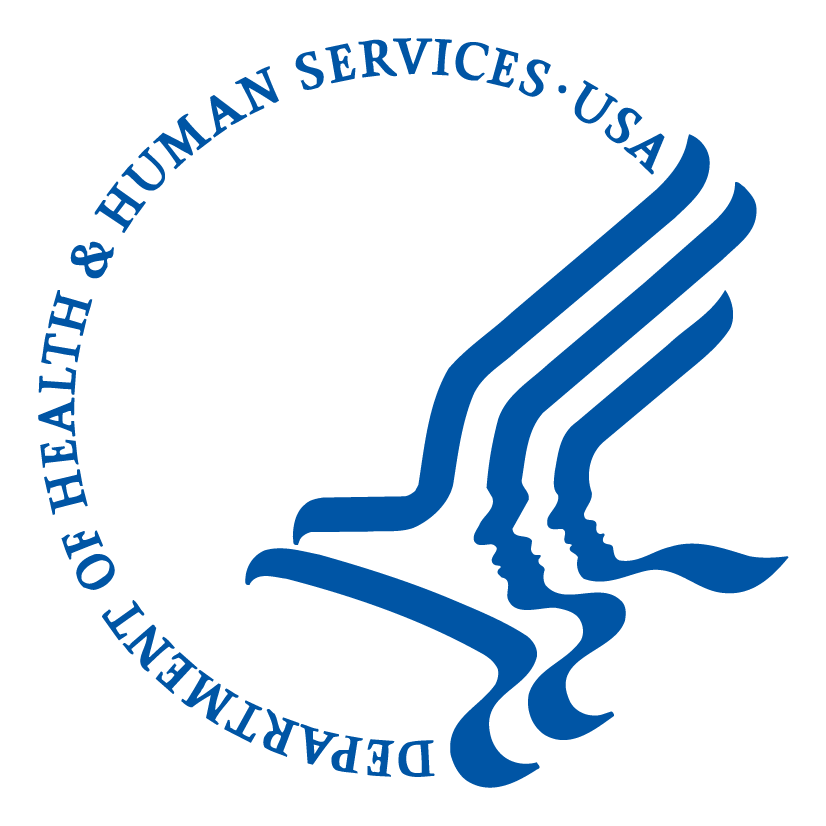 DEPARTMENT OF HEALTH & HUMAN SERVICES · USA